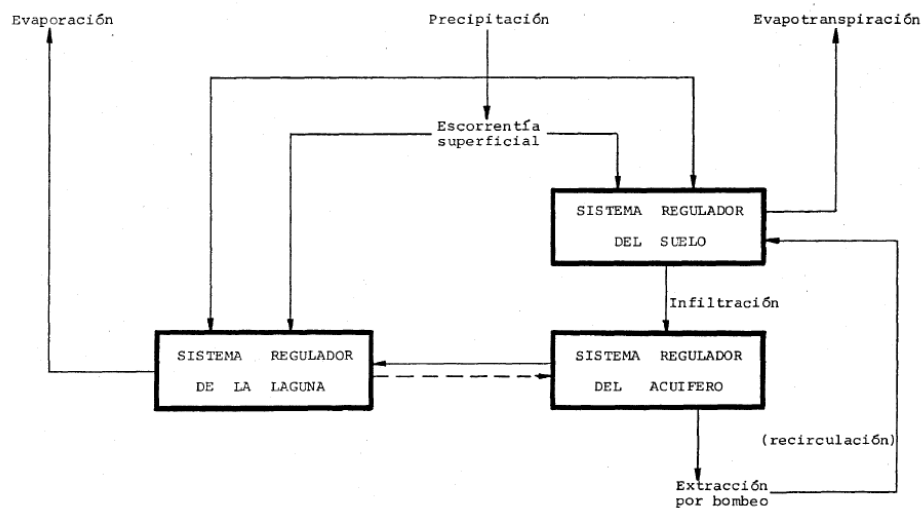 Evaporación
Precipitación
Evapotranspiración
Escorrentía
superficial
SISTEMA REGULADOR
DEL SUELO
Infiltración
SISTEMA REGULADOR
DE LA LAGUNA
SISTEMA REGULADOR
DEL ACUIFERO
(recirculación)
Extracción
por bombeo